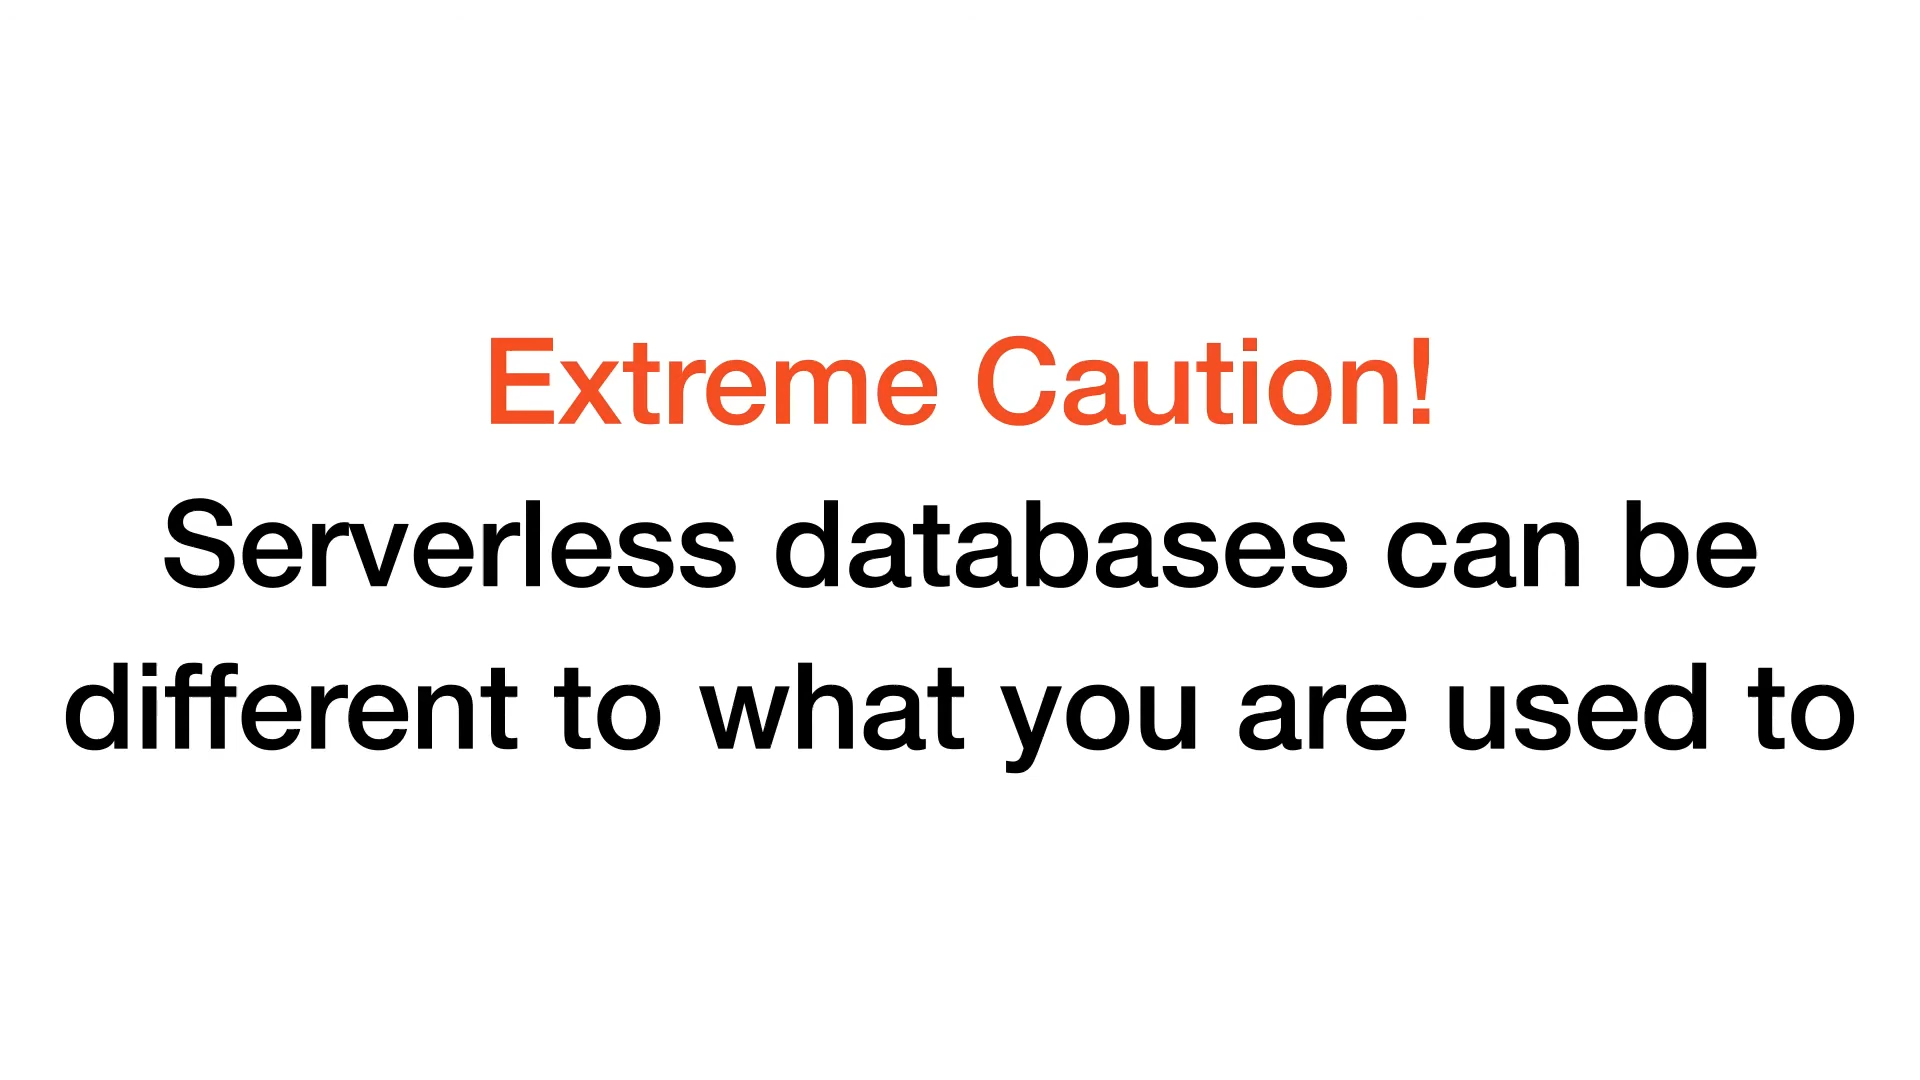 Extreme Caution!
Serverless databases can be
different to what you are used to